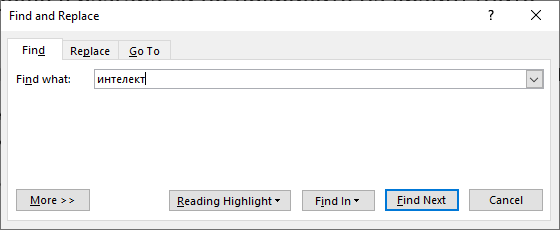 Find and Replace
?
Find
Replace
Go To
Find what:
интелект
More >>
Reading Highlight
Find In
Find Next
Cancel